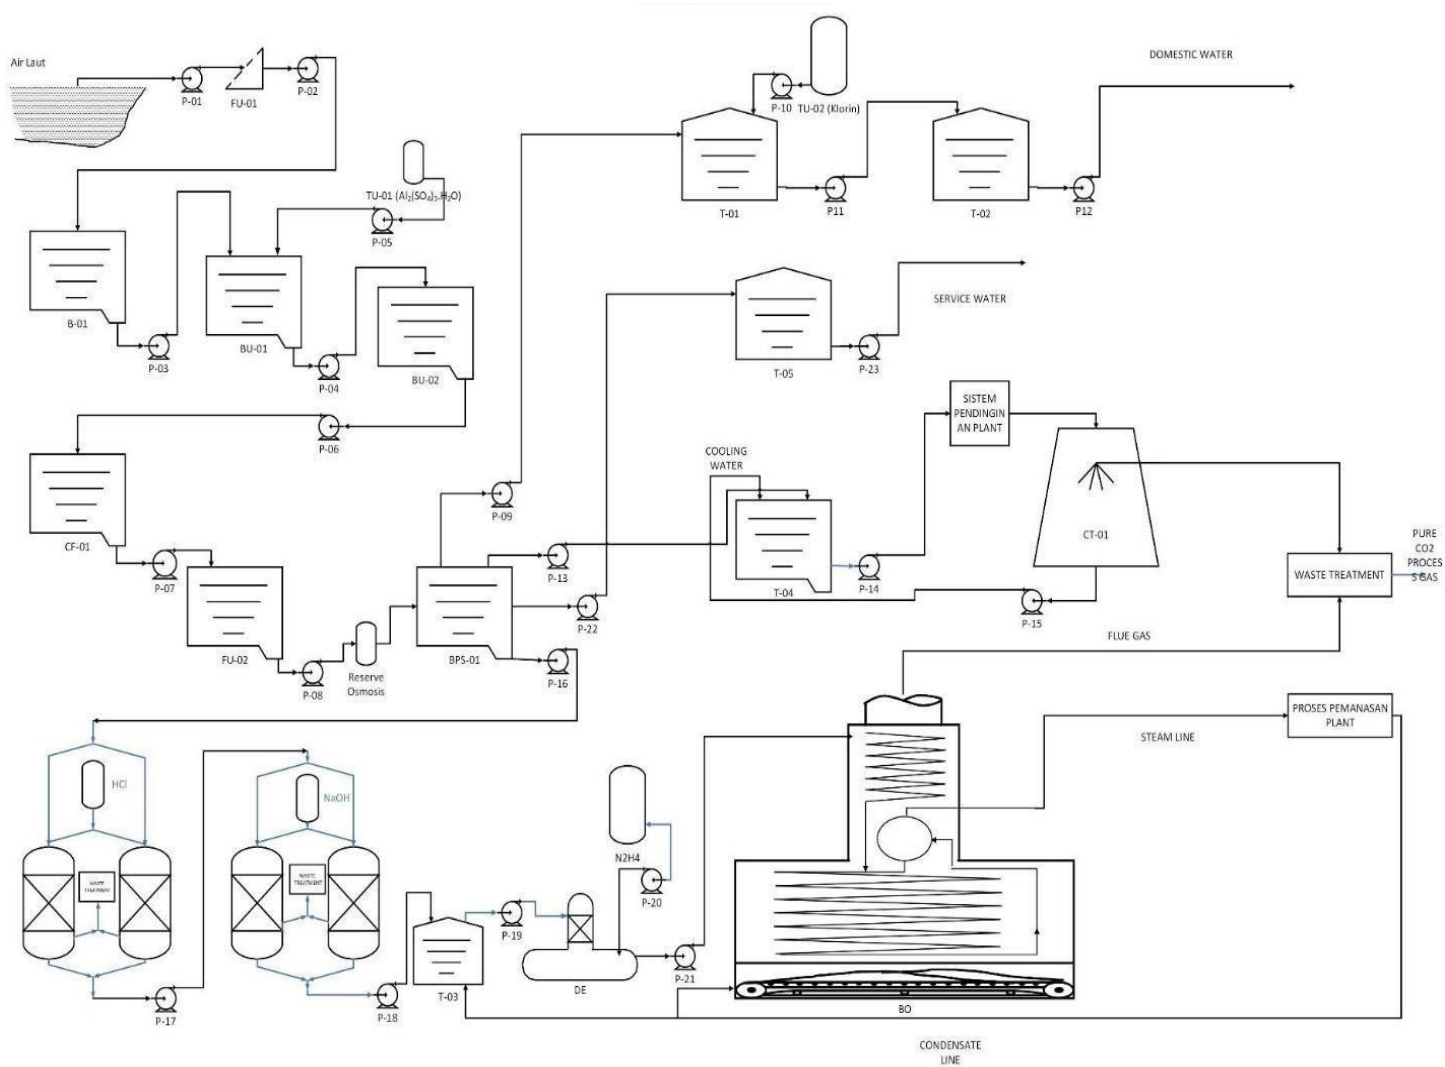 Air Laut
P-01
FU-01
P-02
P-10
TU-02 (Klorin)
DOMESTIC WATER
TU-01 (Al2(SO4)3.H2O)
P-05
T-01
P11
T-02
P12
B-01
P-03
BU-01
P-04
BU-02
T-05
P-23
SERVICE WATER
P-06
SISTEM
PENDINGIN
AN PLANT
COOLING
WATER
P-09
CF-01
P-07
P-13
T-04
P-14
CT-01
P-15
WASTE TREATMENT
PURE
CO2
PROCES
S GAS
P-22
FU-02
P-08
Reserve
Osmosis
BPS-01
P-16
FLUE GAS
PROSES PEMANASAN
PLANT
STEAM LINE
HCl
NaOH
WASTE
TREATMENT
WASTE
TREATMENT
N2H4
P-20
P-17
P-18
T-03
P-19
DE
P-21
BO
CONDENSATE
LINE